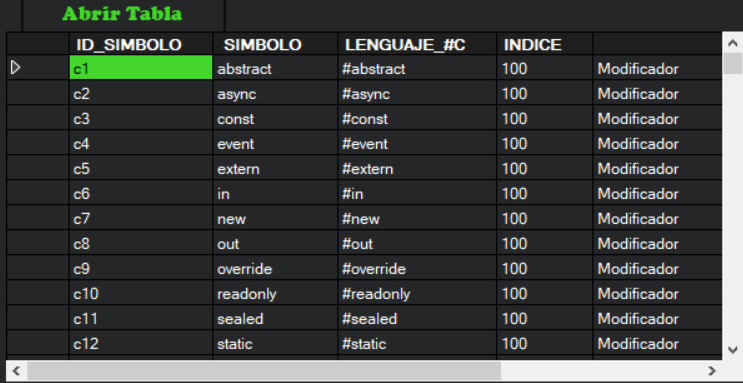 Abrir Tabla
ID_SIMBOLO SIMBOLO LENGUAJE_#C INDICE
c1 abstract #abstract 100 Modificador
c2 async #async 100 Modificador
c3 const #const 100 Modificador
c4 event #event 100 Modificador
c5 extern #extern 100 Modificador
c6 in #in 100 Modificador
c7 new #new 100 Modificador
c8 out #out 100 Modificador
c9 override #override 100 Modificador
c10 readonly #readonly 100 Modificador
c11 sealed #sealed 100 Modificador
c12 static #static 100 Modificador